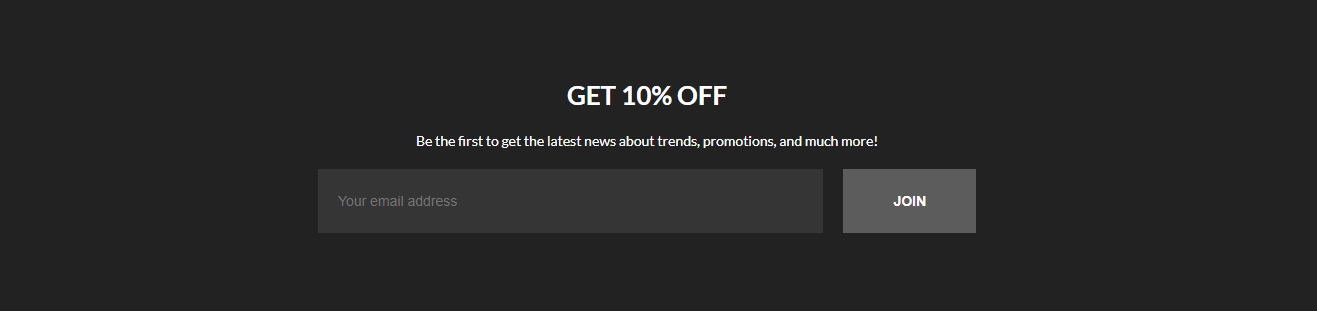 GET 10% OFF
Be the first to get the latest news about trends, promotions, and much more!
Your email address
JOIN